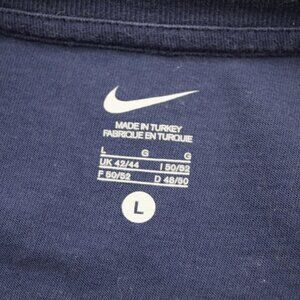 MADE IN TURKEY
FABRIQUE EN TURQUIE
L G G
UK 42/44 I 50/52
F 50/52 D 48/50
L